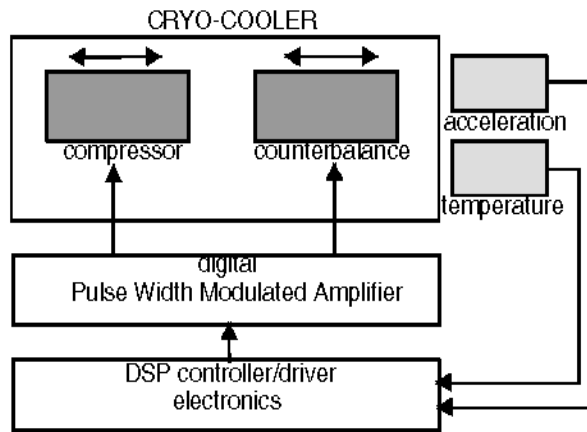 CRYO-COOLER
compressor
counterbalance
acceleration
temperature
digital
Pulse Width Modulated Amplifier
DSP controller/driver
electronics